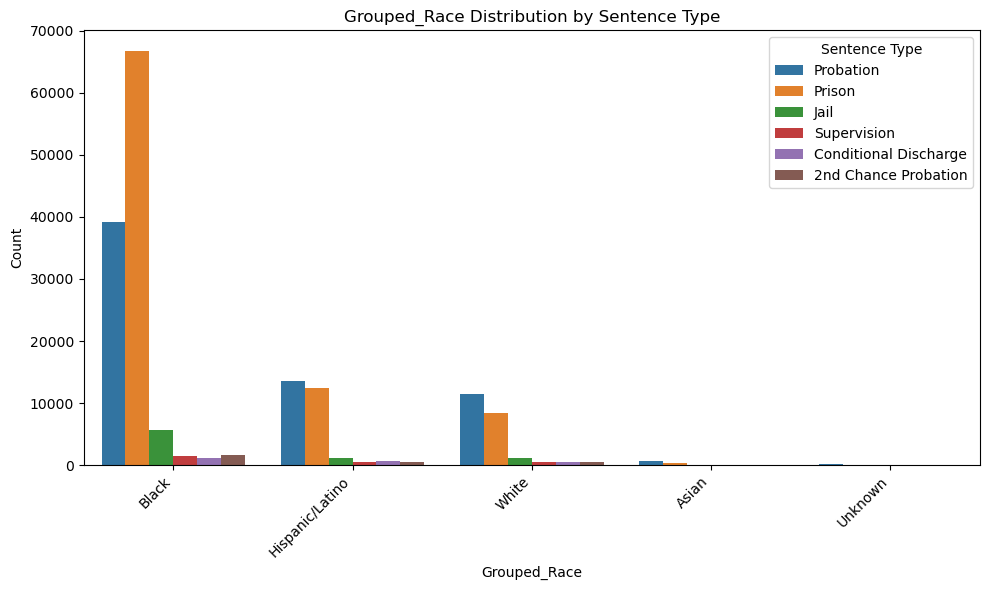 Grouped_Race Distribution by Sentence Type
Sentence Type
Probation
Prison
Jail
Supervision
Conditional Discharge
2nd Chance Probation
70000
60000
50000
40000
30000
20000
10000
0
Count
Black
Hispanic/Latino
White
Asian
Unknown
Grouped_Race